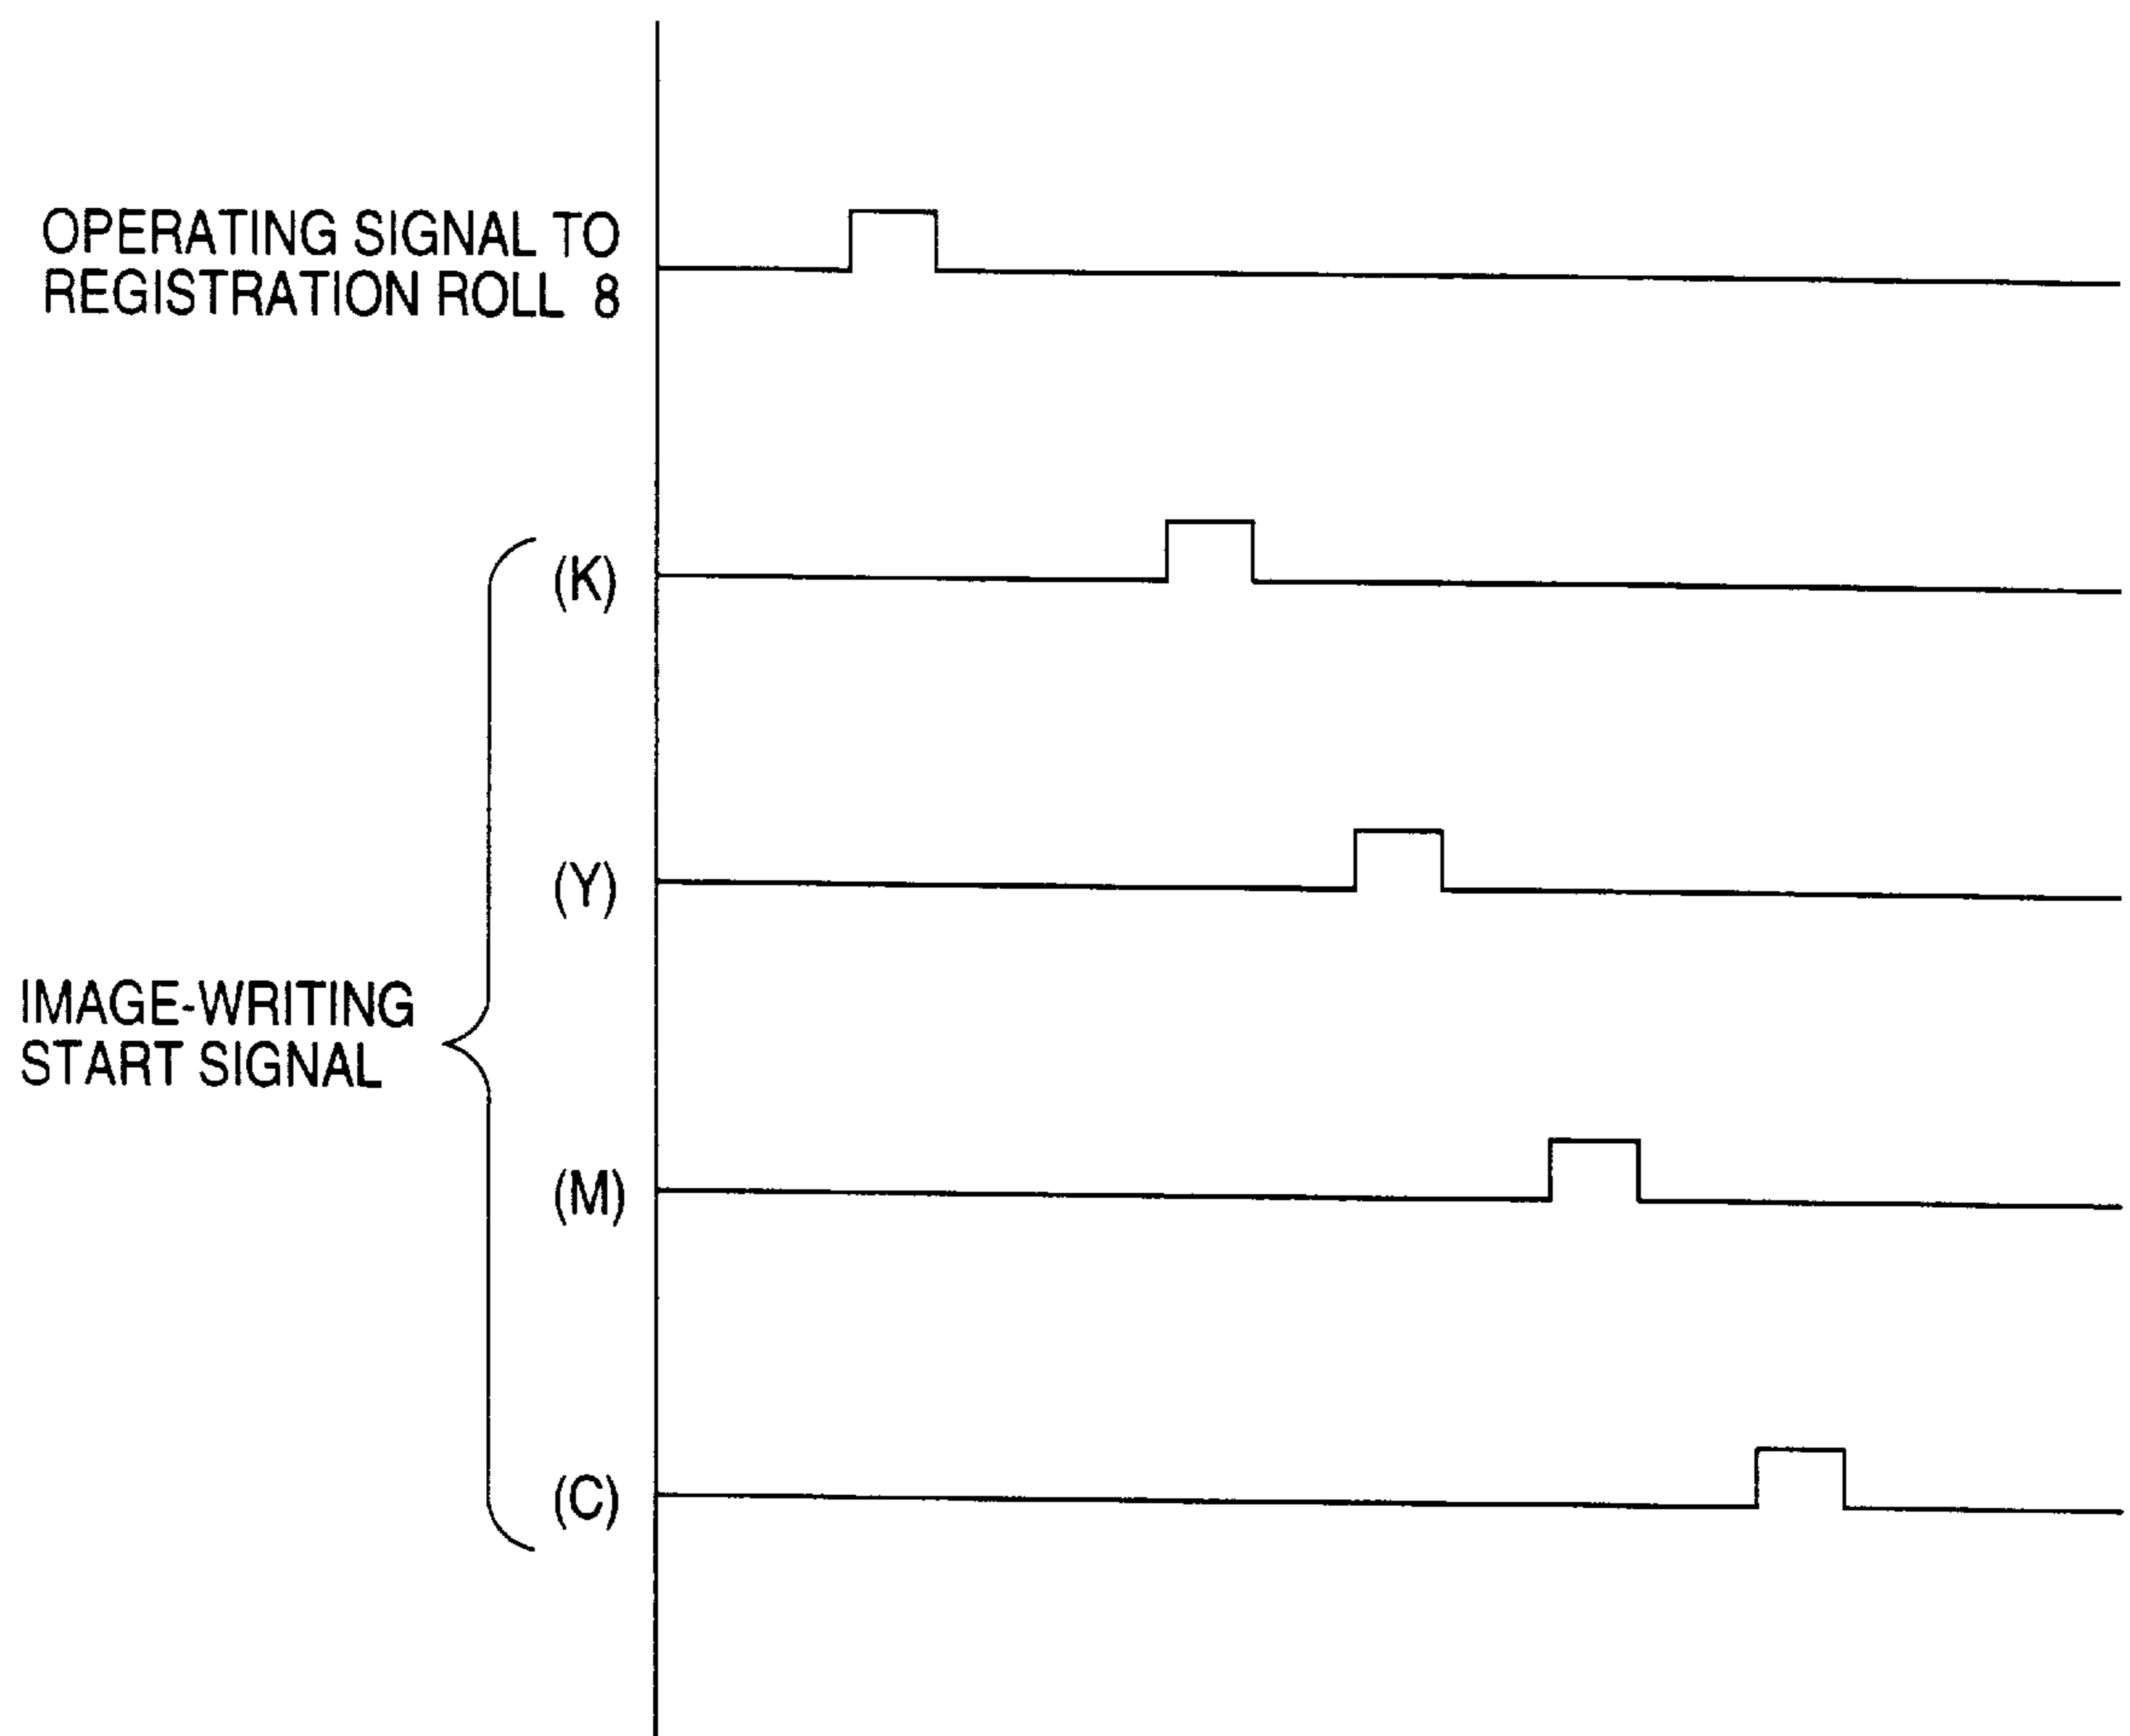 OPERATING SIGNAL TO
REGISTRATION ROLL 8
(K)
(Y)
IMAGE-WRITING
START SIGNAL
(M)
(C)